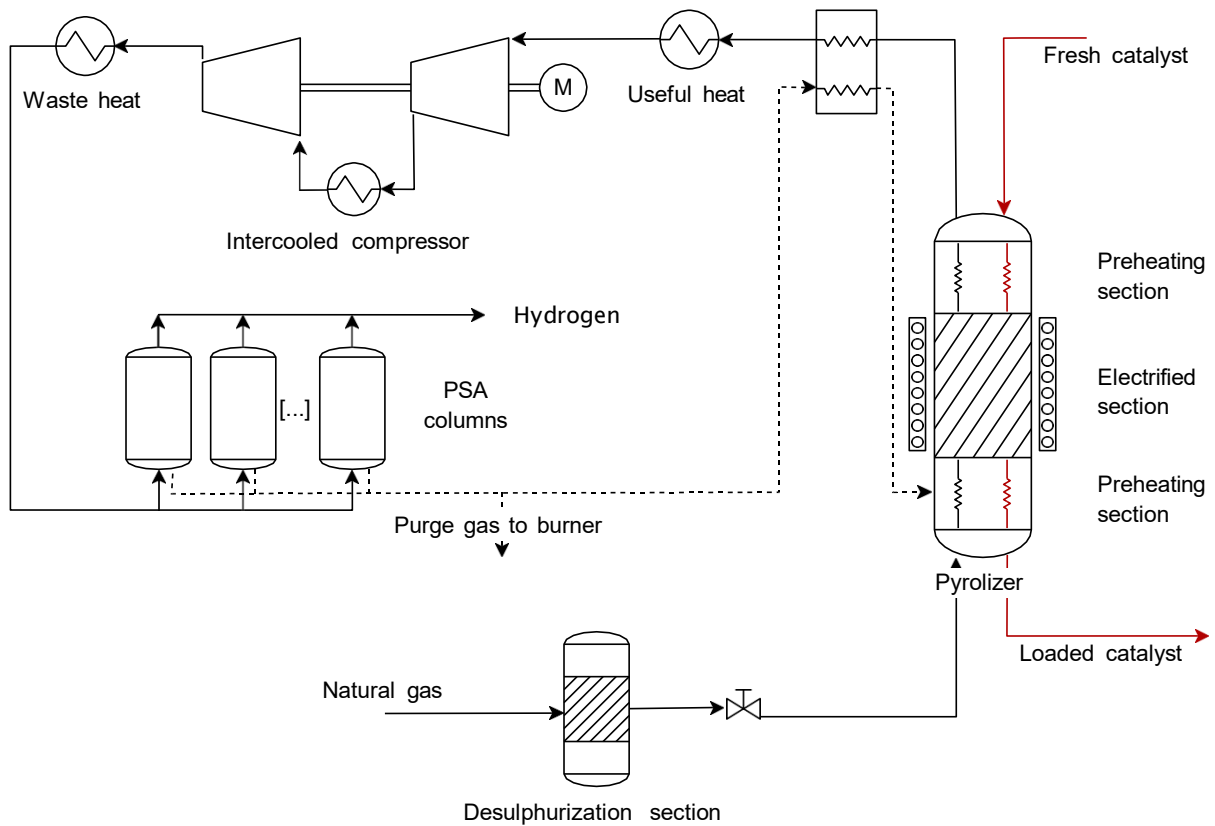 Fresh catalyst
Waste heat
Useful heat
M
Intercooled compressor
Preheating
section
Hydrogen
Electrified
section
PSA
columns
[...]
Preheating
section
Purge gas to burner
Pyrolizer
Loaded catalyst
Natural gas
Desulphurization section